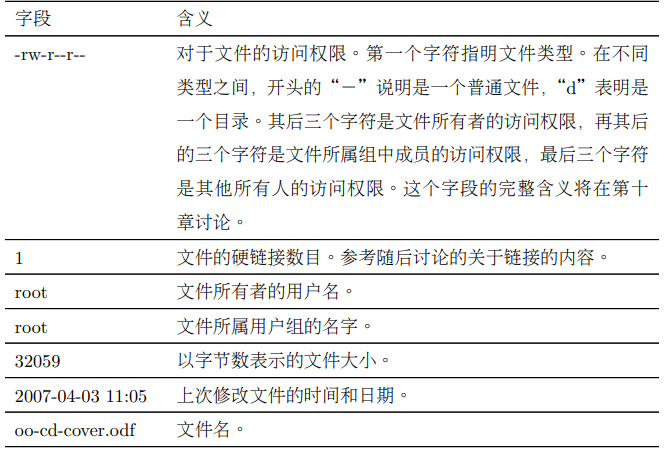 字段 含义
-rw-r--r-- 对于文件的访问权限。第一个字符指明文件类型。在不同
类型之间，开头的“－”说明是一个普通文件，“d”表明是
一个目录。其后三个字符是文件所有者的访问权限，再其后
的三个字符是文件所属组中成员的访问权限，最后三个字符
是其他所有人的访问权限。这个字段的完整含义将在第十
章讨论。
1 文件的硬链接数目。参考随后讨论的关于链接的内容。
root 文件所有者的用户名。
root 文件所属用户组的名字。
32059 以字节数表示的文件大小。
2007-04-03 11:05 上次修改文件的时间和日期。
oo-cd-cover.odf 文件名。